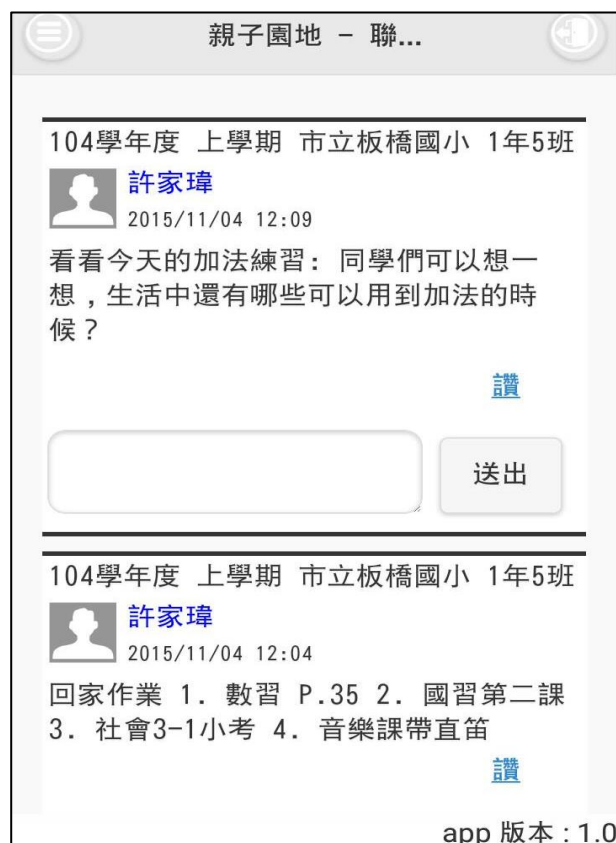 親子園地 - 聯...
104學年度 上學期 市立板橋國小 1年5班
許家瑋
2015/11/04 12:09
看看今天的加法練習: 同學們可以想一
想,生活中還有哪些可以用到加法的時
候?
讚
送出
104學年度 上學期 市立板橋國小 1年5班
許家瑋
2015/11/04 12:04
回家作業 1. 數習 P.35 2. 國習第二課
3. 社會3-1小考 4. 音樂課帶直笛
讚
app 版本 : 1.0